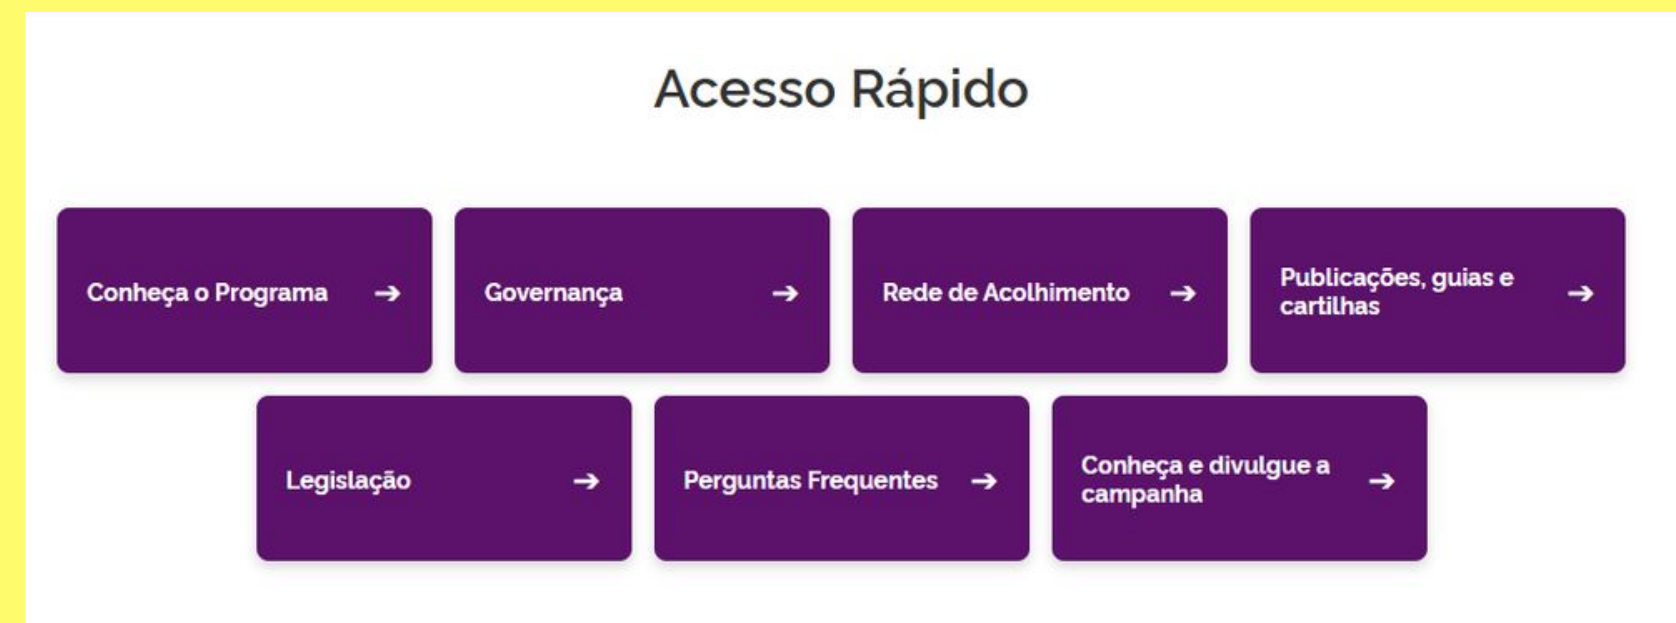 Acesso Rápido
Conheça o Programa →
Governança →
Rede de Acolhimento →
Publicações, guias e
cartilhas →
Legislação →
Perguntas Frequentes →
Conheça e divulgue a
campanha →